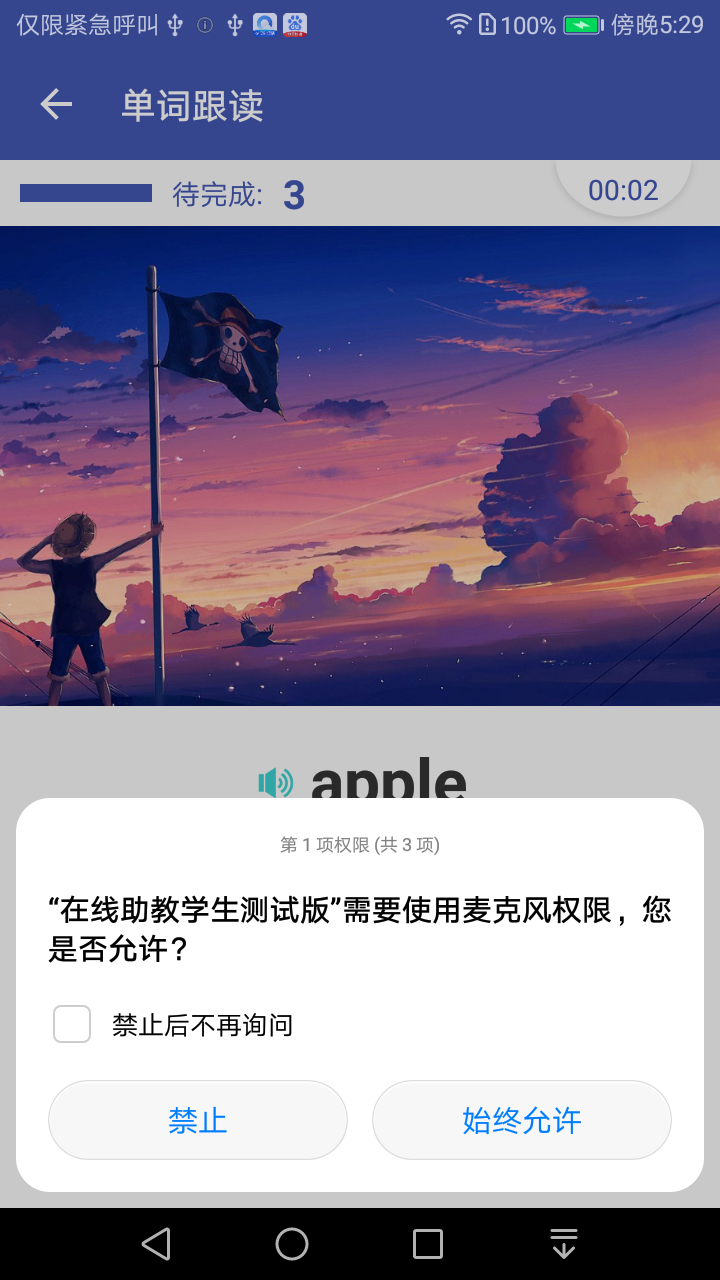 仅限紧急呼叫 100% 傍晚5:29
单词跟读
待完成: 3 00:02
apple
第 1 项权限 (共 3 项)
“在线助教学生测试版”需要使用麦克风权限，您
是否允许？
禁止后不再询问
禁止 始终允许